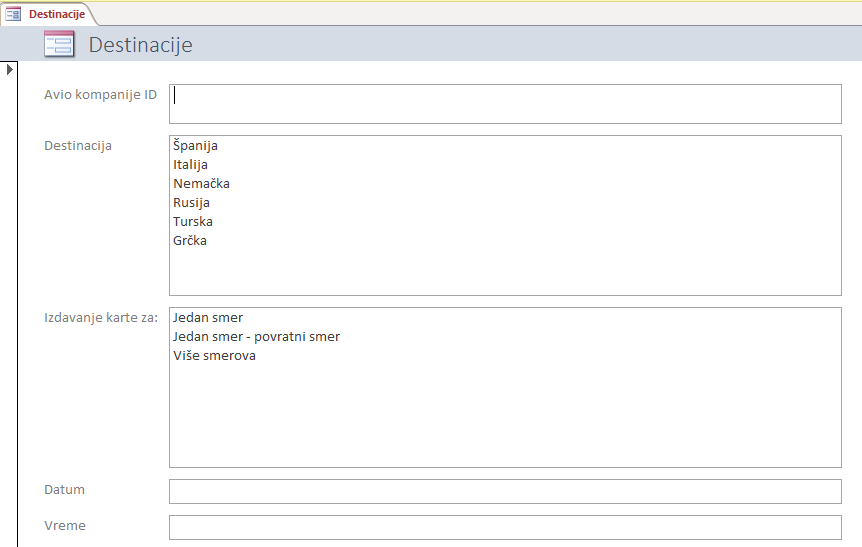 Destinacije
Destinacije
Avio kompanije ID
Destinacija
Španija
Italija
Nemačka
Rusija
Turska
Grčka
Izdavanje karte za:
Jedan smer
Jedan smer - povratni smer
Više smerova
Datum
Vreme